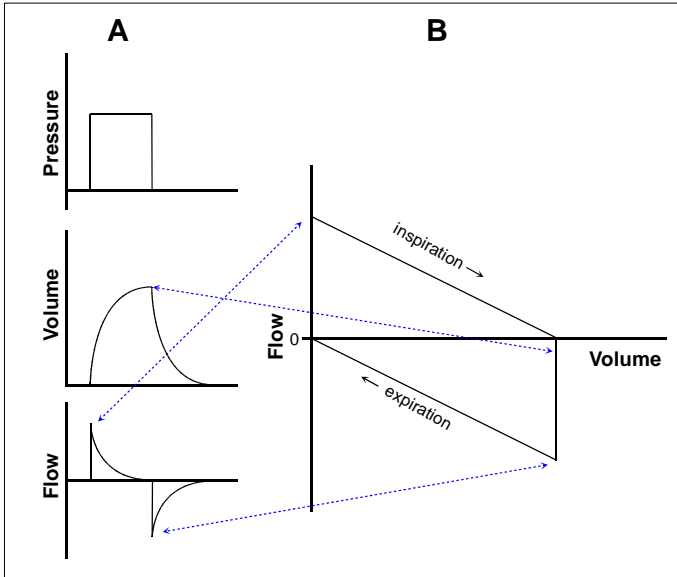 A
B
Pressure
Volume
Flow
inspiration →
Flow
0
Volume
← expiration